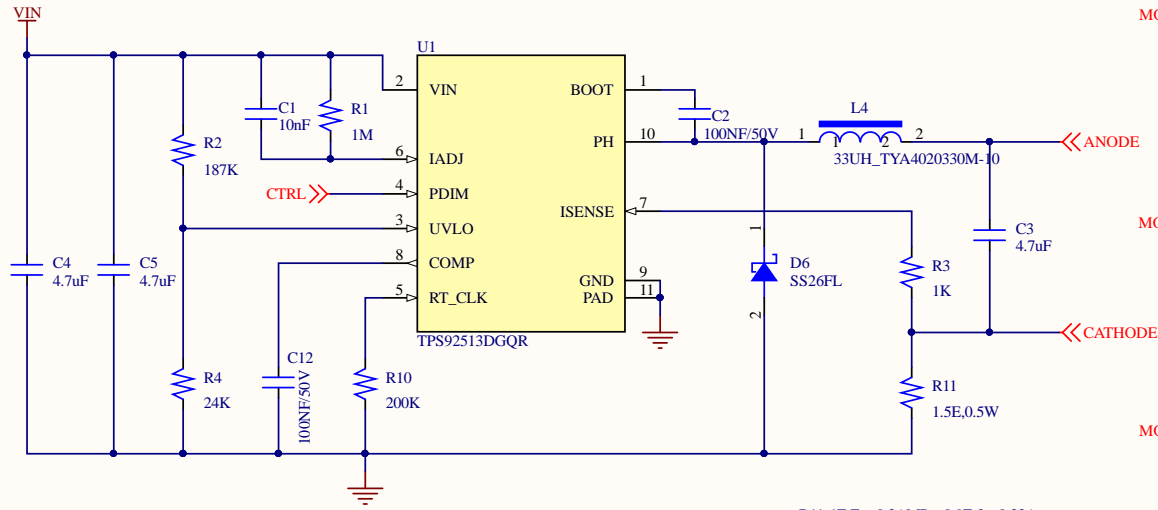 VIN
U1
2 VIN
BOOT 1
C1
10nF
R1
1M
C2
100NF/50V
L4
R2
187K
6 IADJ
PH 10
1 1 2 2
33UH_TYA4020330M-10
ANODE
CTRL
4 PDIM
ISENSE 7
3 UVLO
1
C3
4.7uF
C4
4.7uF
C5
4.7uF
8 COMP
D6
SS26FL
R3
1K
GND 9
5 RT_CLK
PAD 11
2
TPS92513DGQR
CATHODE
C12
100NF/50V
R4
24K
R10
200K
R11
1.5E,0.5W